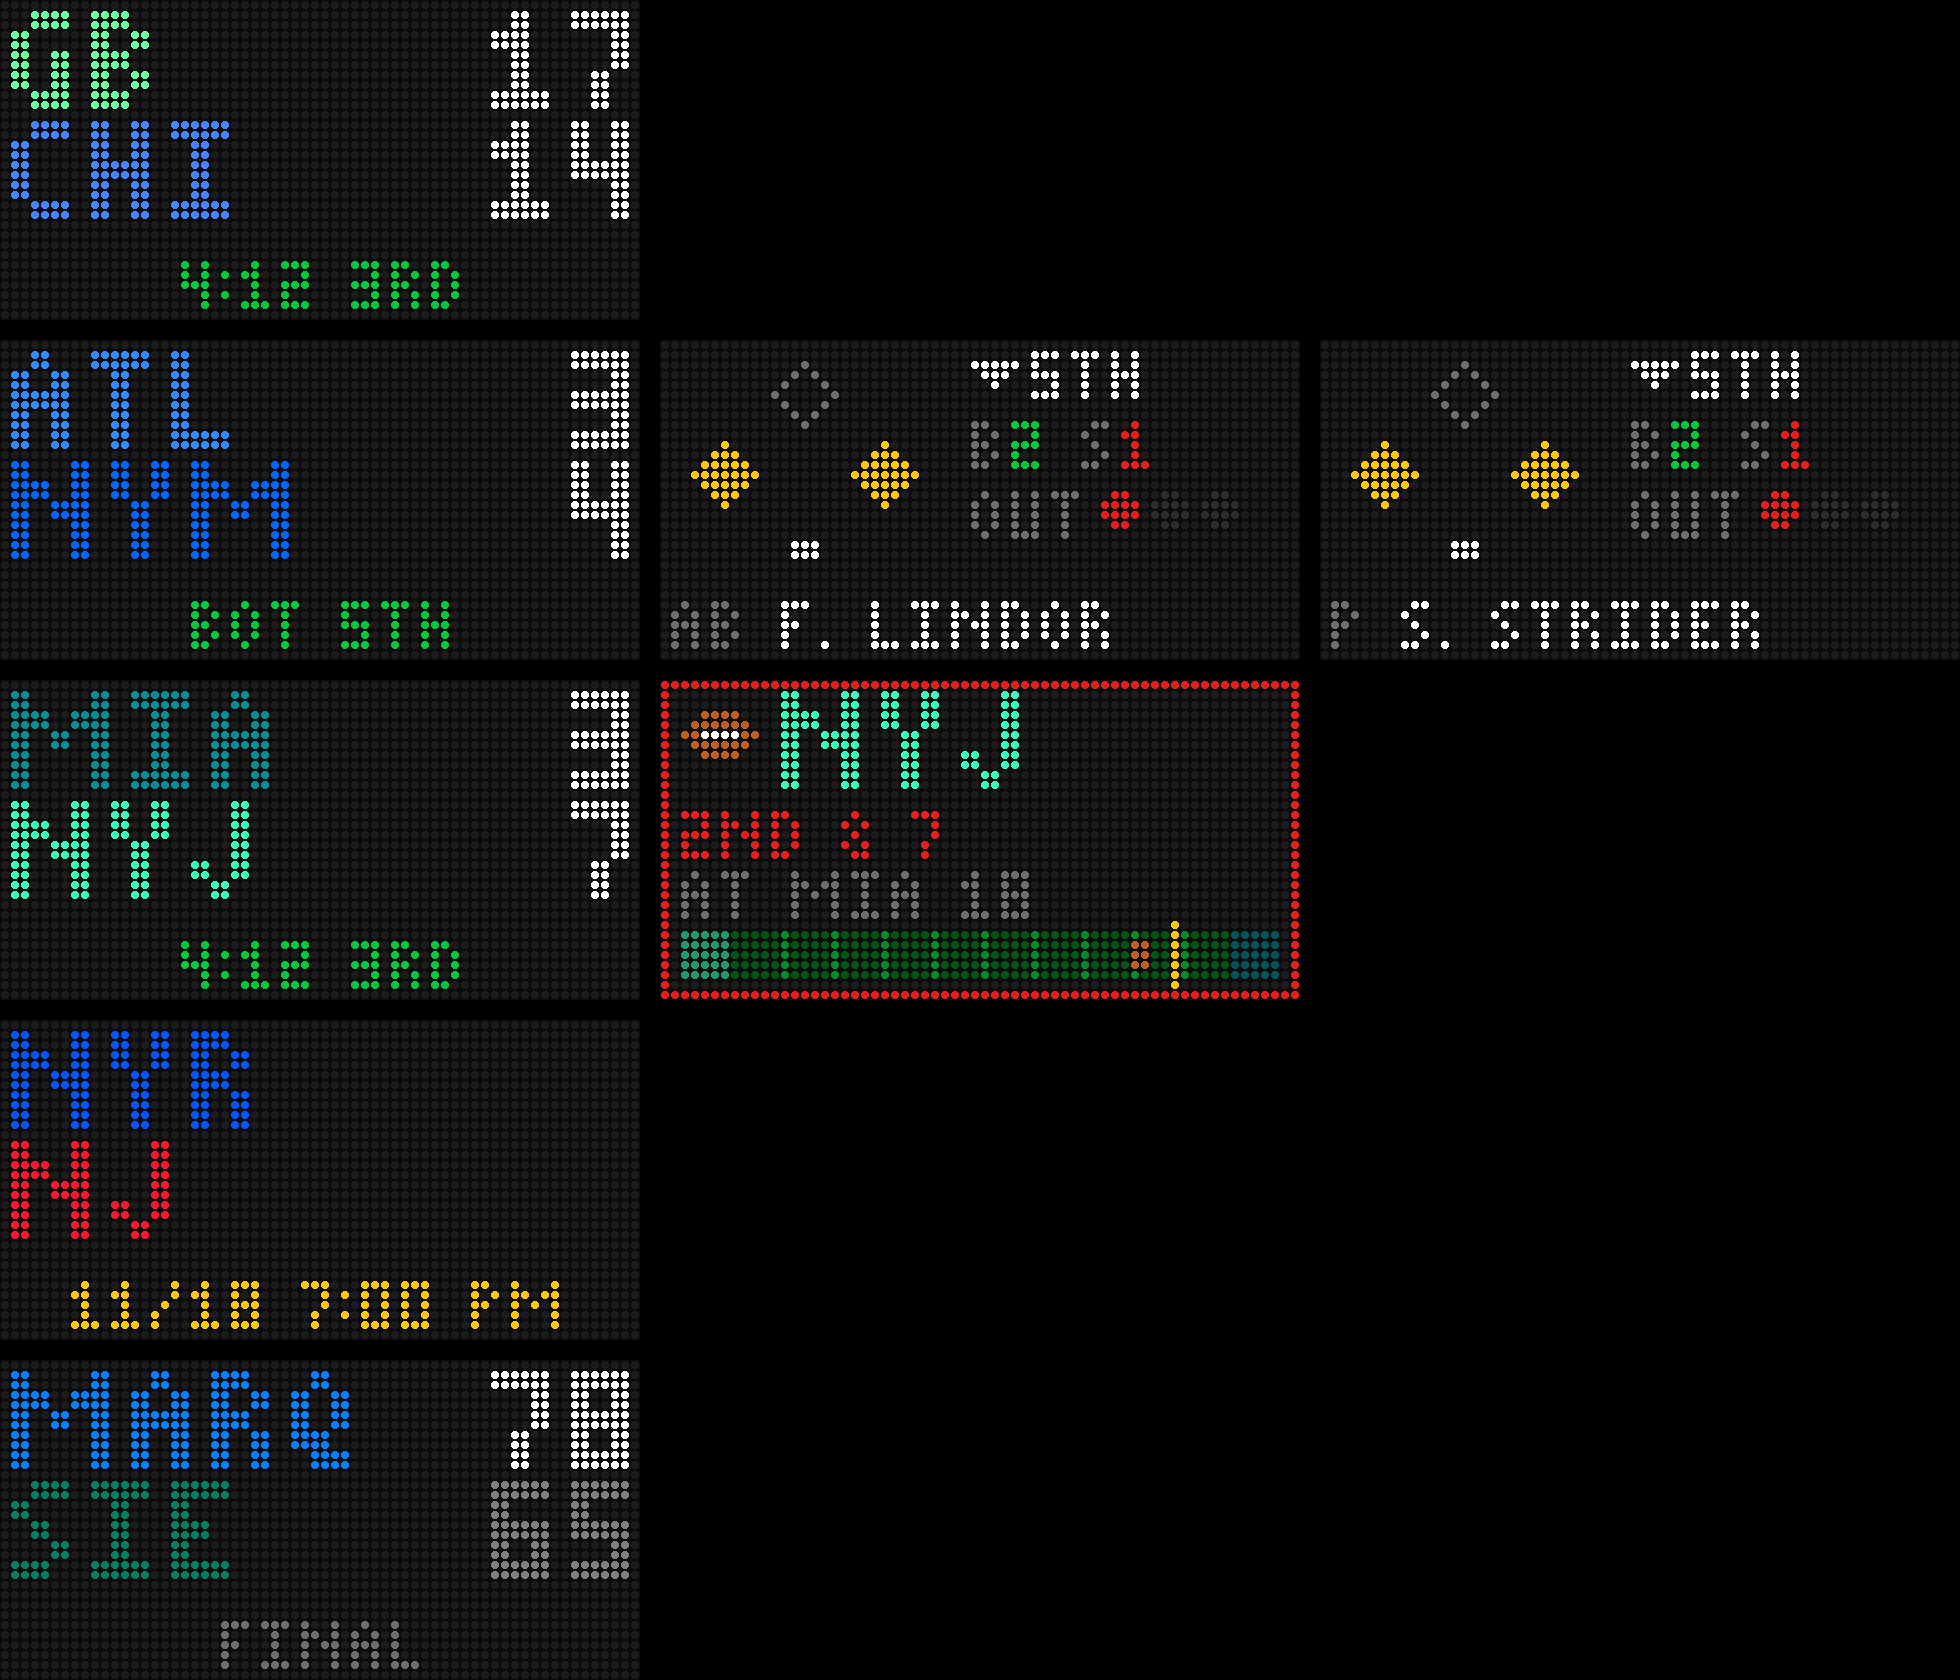 GB 17
CHI 14
4:12 3RD
ATL 3
NYM 4
BOT 5TH
5TH
B2 S1
OUT
AB F. LINDOR
5TH
B2 S1
OUT
P S. STRIDER
MIA 3
NYJ 7
4:12 3RD
NYJ
2ND & 7
AT MIA 18
NYR
NJ
11/18 7:00 PM
MARQ 78
SIE 65
FINAL